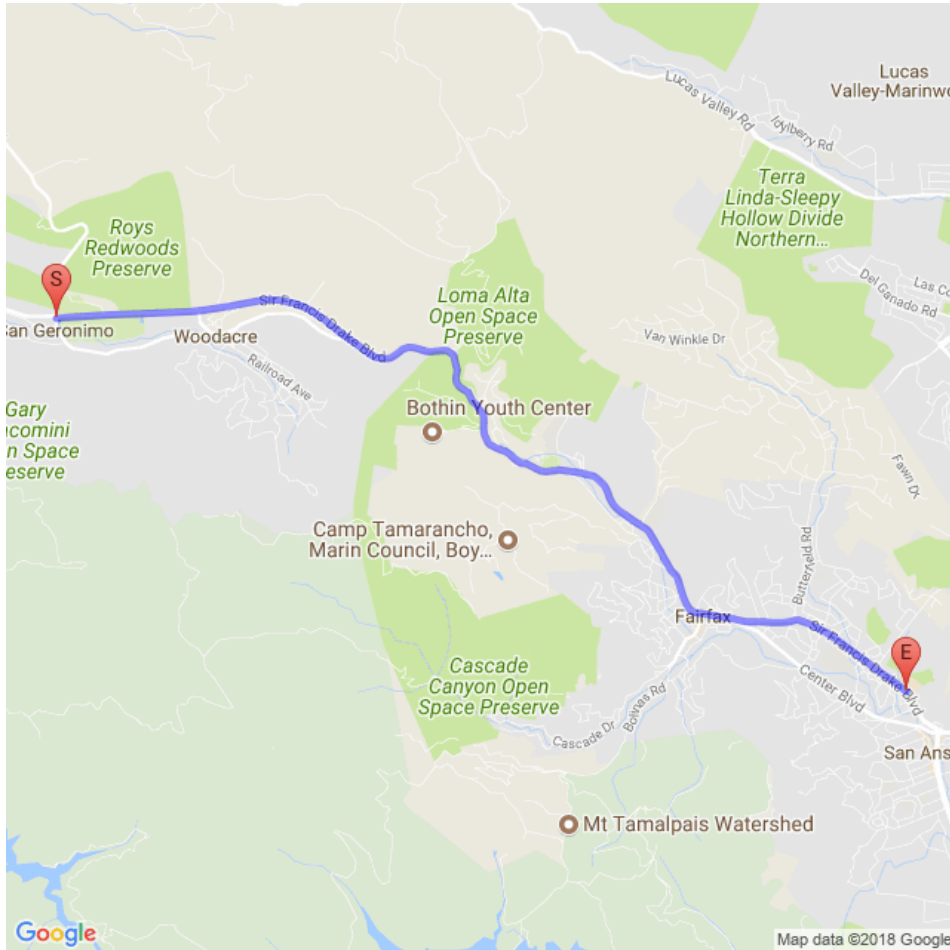 Lucas
Valley-Marinwo
Lucas Valley Rd
Idylberry Rd
Terra
Linda-Sleepy
Hollow Divide
Northern...
Roys
Redwoods
Preserve
S
San Geronimo
Woodacre
Sir Francis Drake Blvd
Railroad Ave
Loma Alta
Open Space
Preserve
Del Ganado Rd
Las Co
Van Winkle Dr
Gary
comini
n Space
eserve
Bothin Youth Center
Fawn Dr
Camp Tamarancho,
Marin Council, Boy...
Butterfield Rd
Fairfax
Sir Francis Drake Blvd
E
Cascade
Canyon Open
Space Preserve
Bolinas Rd
Cascade Dr
Center Blvd
San Ans
Mt Tamalpais Watershed
Google
Map data ©2018 Google